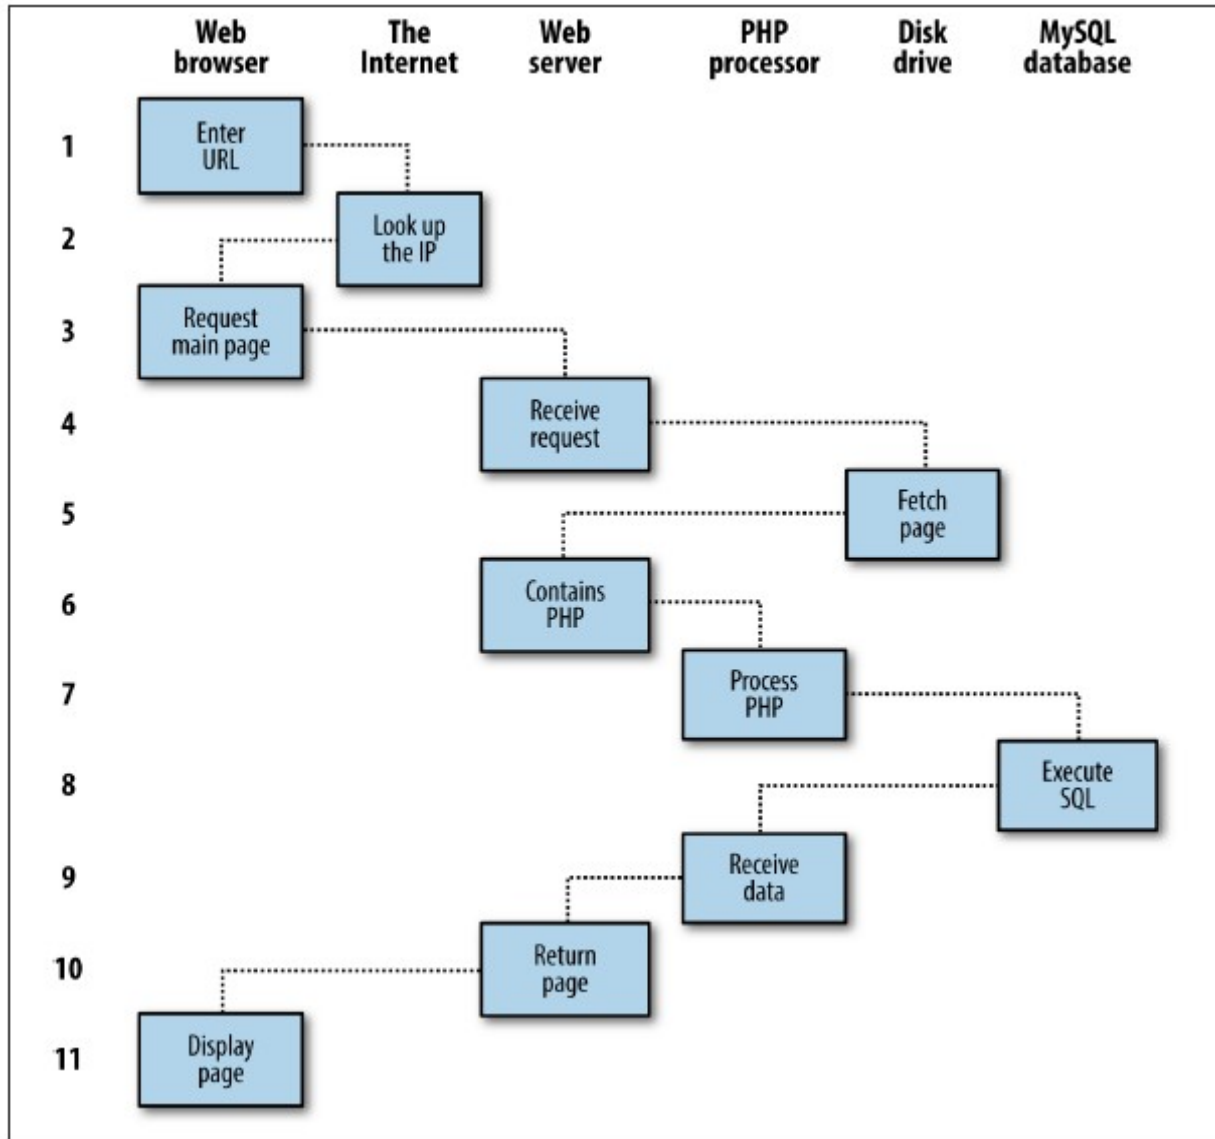 Web
browser
The
Internet
Web
server
PHP
processor
Disk
drive
MySQL
database
1
Enter
URL
2
Look up
the IP
3
Request
main page
4
Receive
request
5
Fetch
page
6
Contains
PHP
7
Process
PHP
8
Execute
SQL
9
Receive
data
10
Return
page
11
Display
page